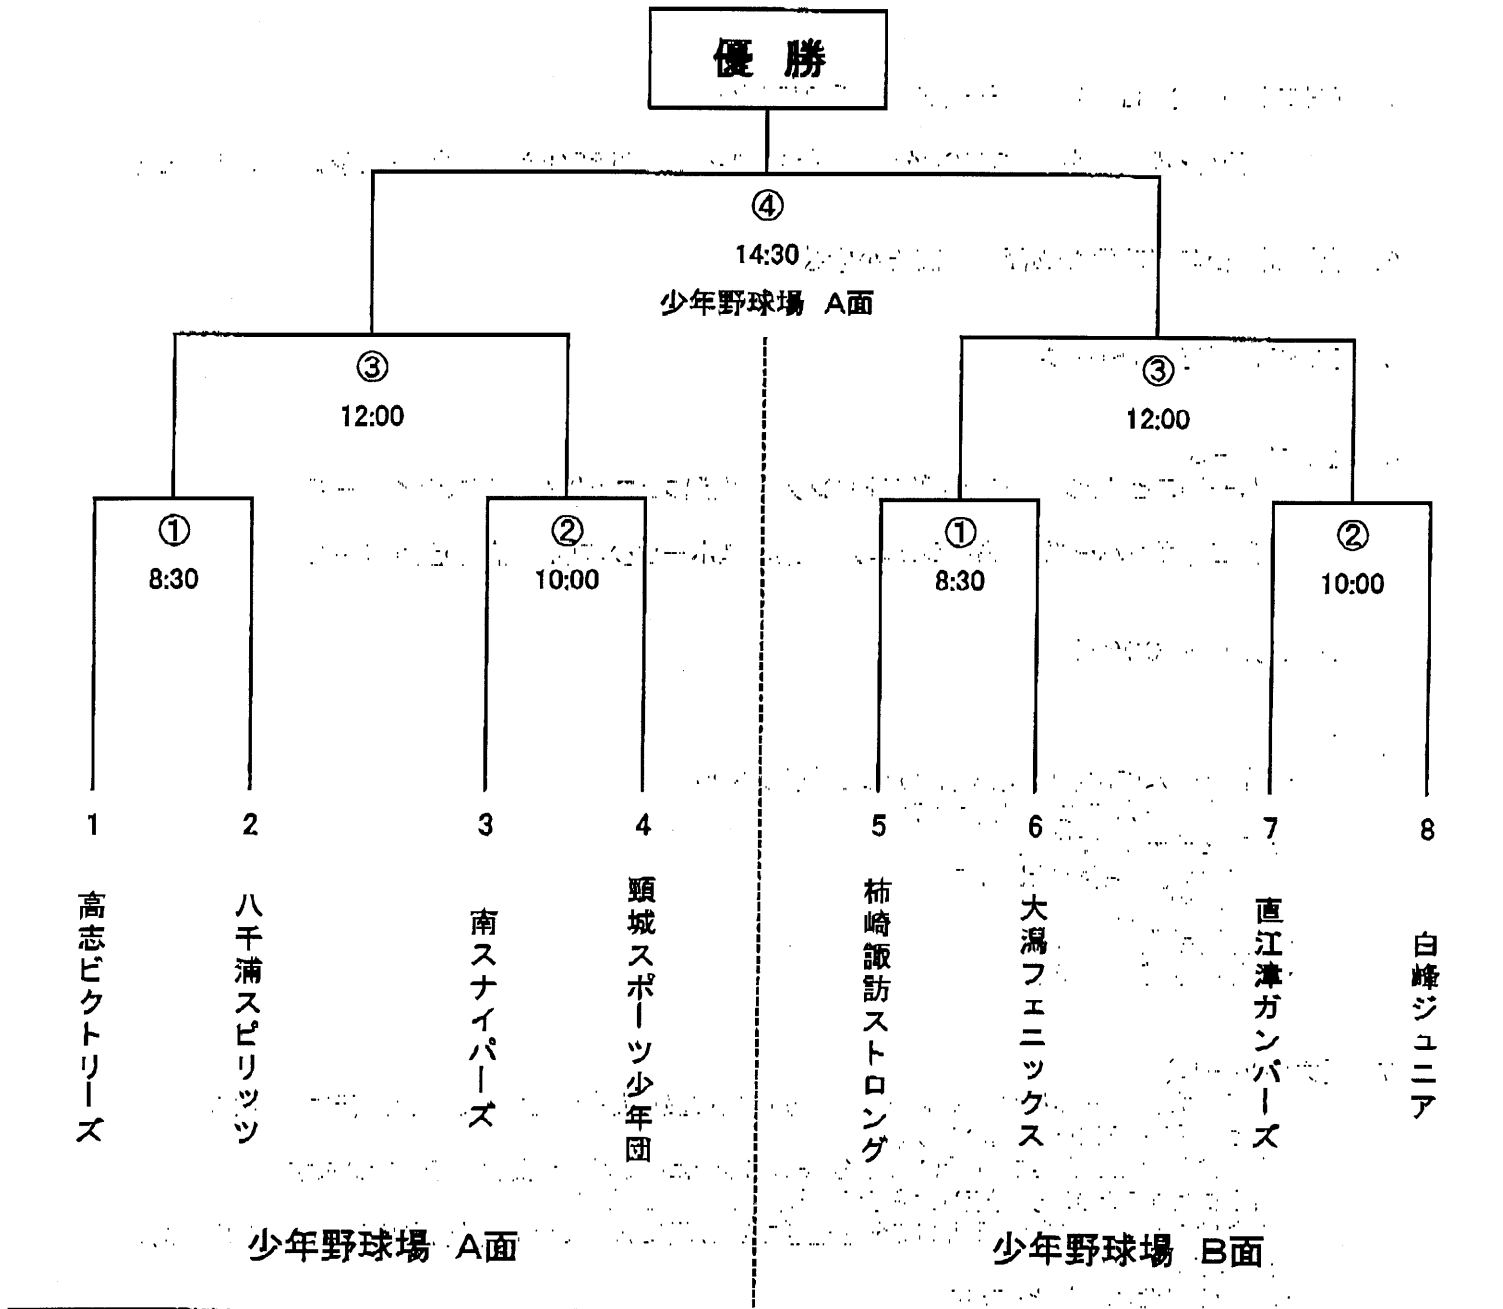 優 勝
④
14:30
少年野球場 A面
③
12:00
③
12:00
①
8:30
②
10:00
①
8:30
②
10:00
1
2
3
4
5
6
7
8
高志ビクトリーズ
八千浦スピリッツ
南スナイパーズ
頸城スポーツ少年団
柿崎諏訪ストロング
大潟フェニックス
直江津ガンバーズ
白峰ジュニア
少年野球場 A面
少年野球場 B面